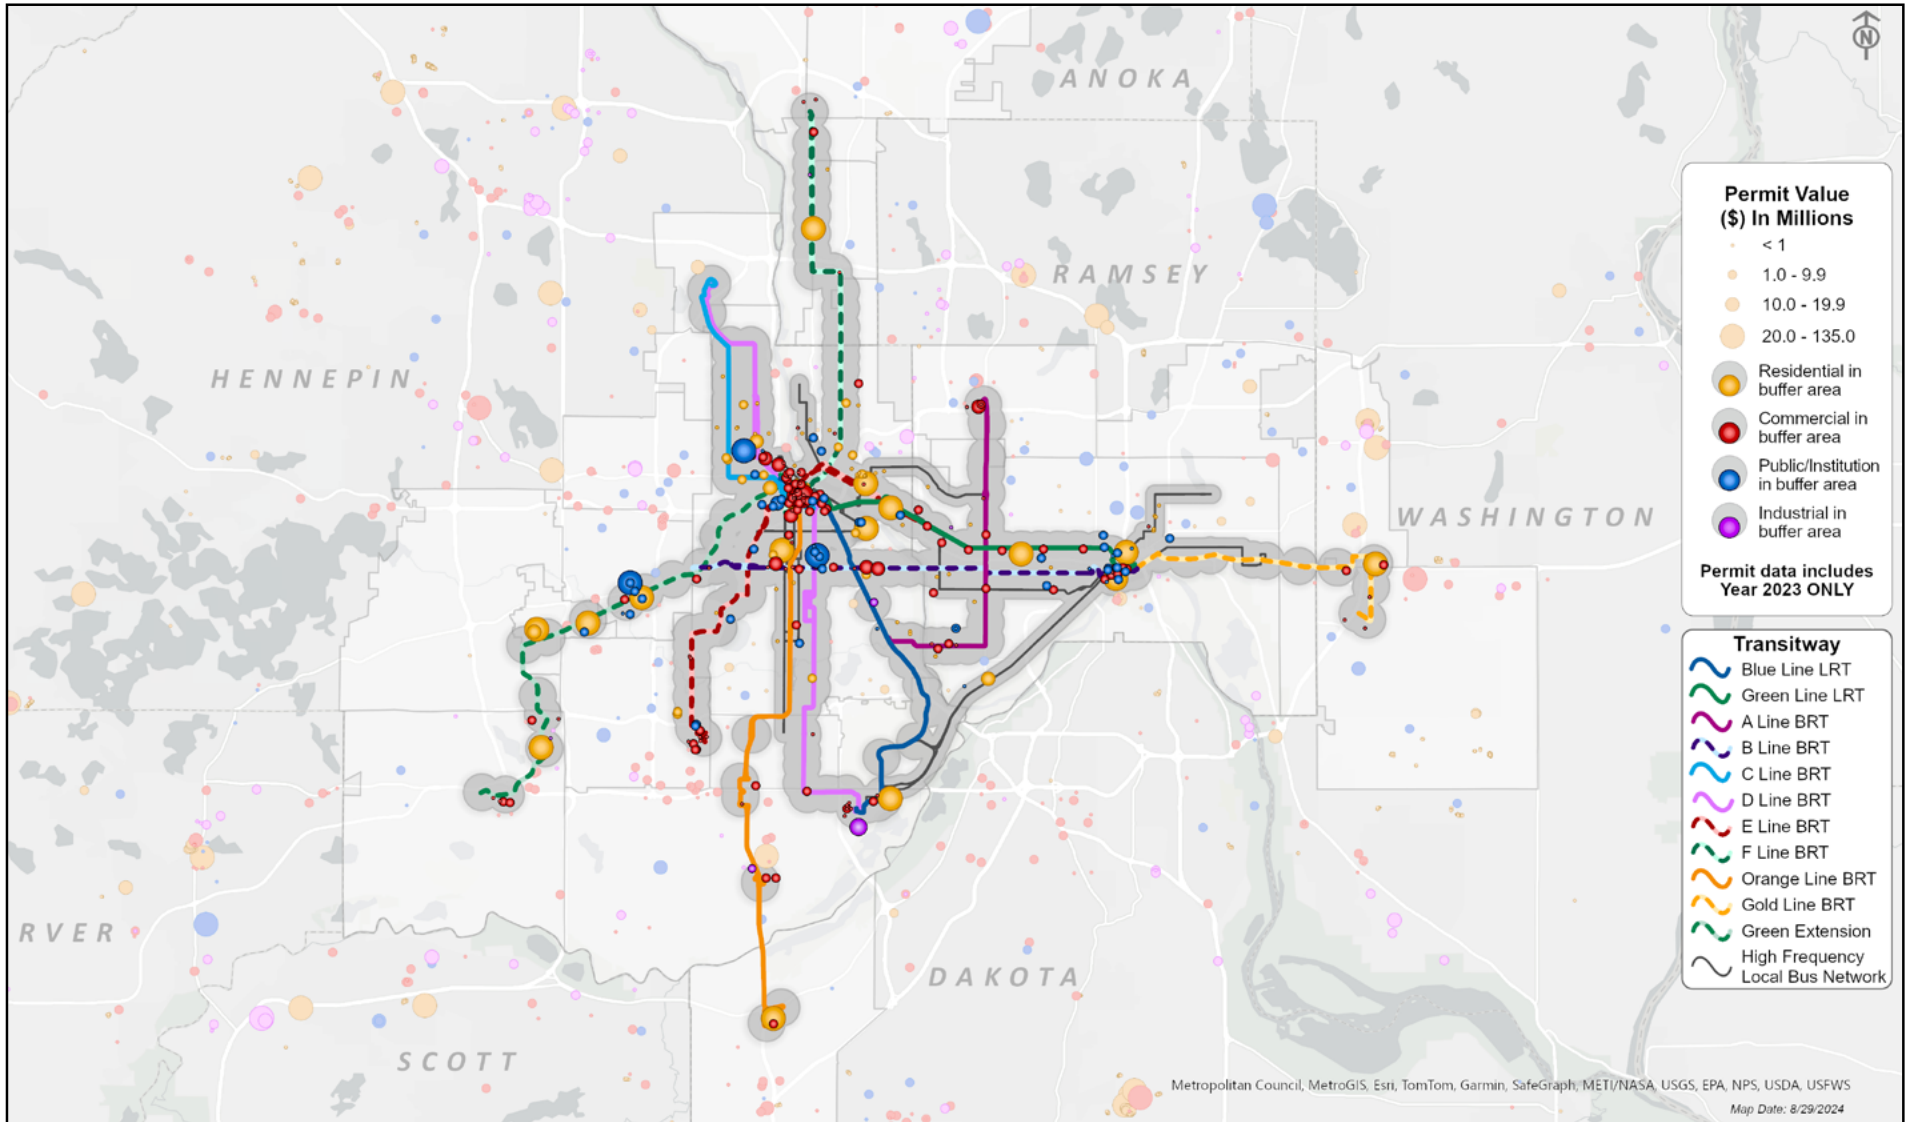 ANOKA
RAMSEY
HENNEPIN
WASHINGTON
RVER
DAKOTA
SCOTT
N
Permit Value
($) In Millions
< 1
1.0 - 9.9
10.0 - 19.9
20.0 - 135.0
Residential in
buffer area
Commercial in
buffer area
Public/Institution
in buffer area
Industrial in
buffer area
Permit data includes
Year 2023 ONLY
Transitway
Blue Line LRT
Green Line LRT
A Line BRT
B Line BRT
C Line BRT
D Line BRT
E Line BRT
F Line BRT
Orange Line BRT
Gold Line BRT
Green Extension
High Frequency
Local Bus Network
Metropolitan Council, MetroGIS, Esri, TomTom, Garmin, SafeGraph, METI/NASA, USGS, EPA, NPS, USDA, USFWS
Map Date: 8/29/2024